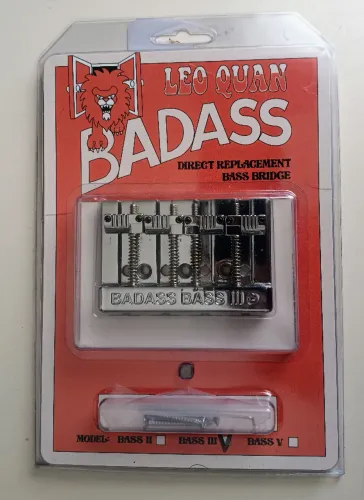 LEO QUAN
BADASS
DIRECT REPLACEMENT
BASS BRIDGE
BADASS BASS III
MODEL: BASS II BASS III BASS V